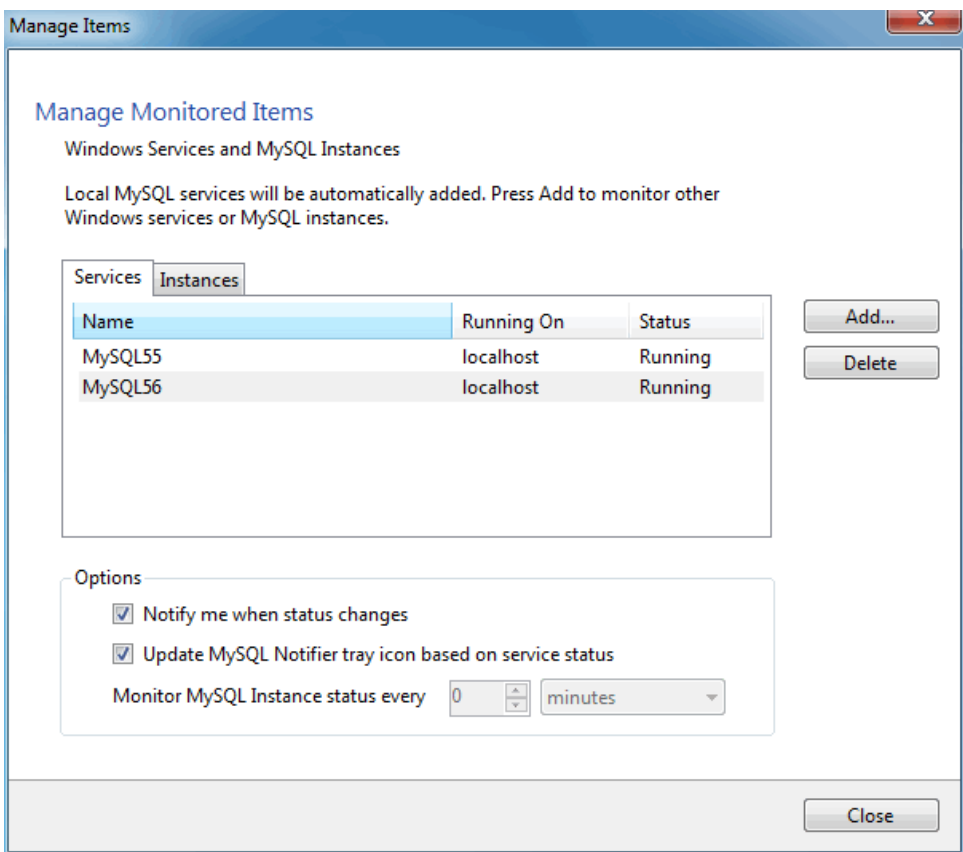 Manage Items
X
Manage Monitored Items
Windows Services and MySQL Instances
Local MySQL services will be automatically added. Press Add to monitor other
Windows services or MySQL instances.
Services Instances
Name Running On Status
MySQL55 localhost Running
MySQL56 localhost Running
Add...
Delete
Options
Notify me when status changes
Update MySQL Notifier tray icon based on service status
Monitor MySQL Instance status every 0 minutes
Close